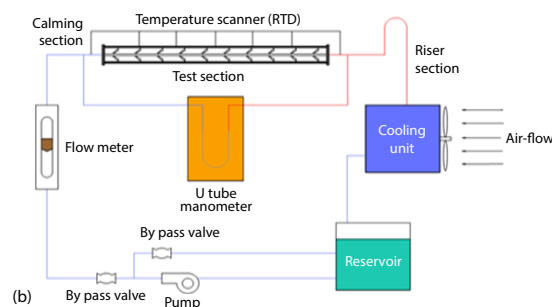 Temperature scanner (RTD)
Calming
section
Test section
Riser
section
Flow meter
U tube
manometer
Cooling
unit
Air-flow
By pass valve
Reservoir
By pass valve
Pump
(b)